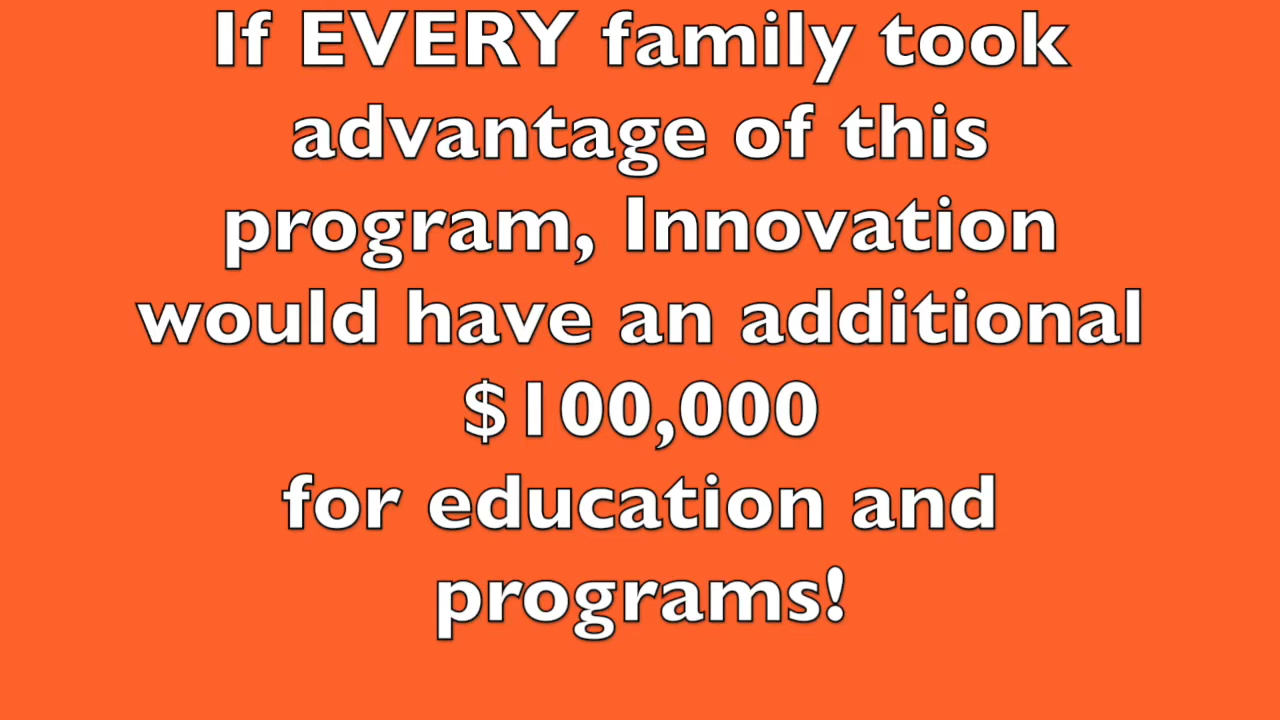 If EVERY family took
advantage of this
program, Innovation
would have an additional
$100,000
for education and
programs!